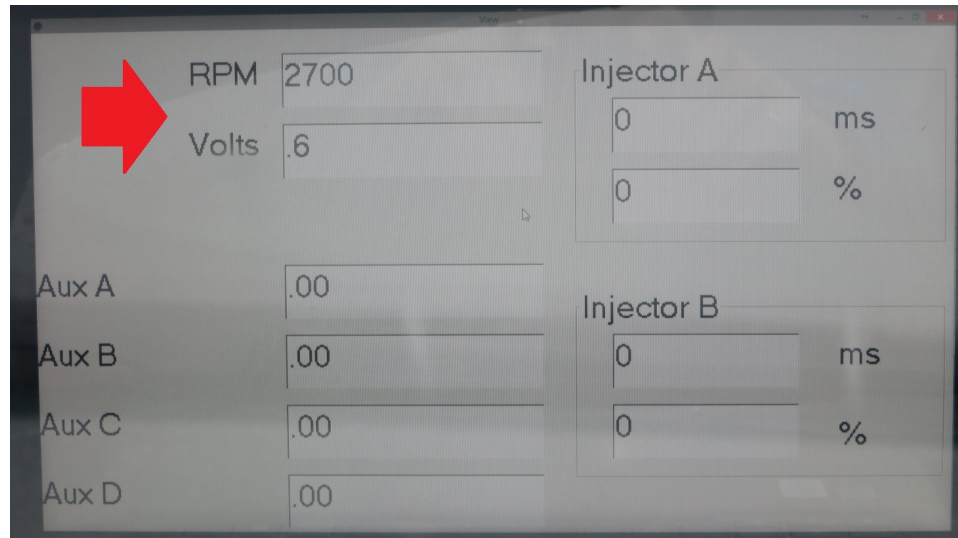 View
RPM 2700
Volts .6
Aux A .00
Aux B .00
Aux C .00
Aux D .00
Injector A
0 ms
0 %
Injector B
0 ms
0 %